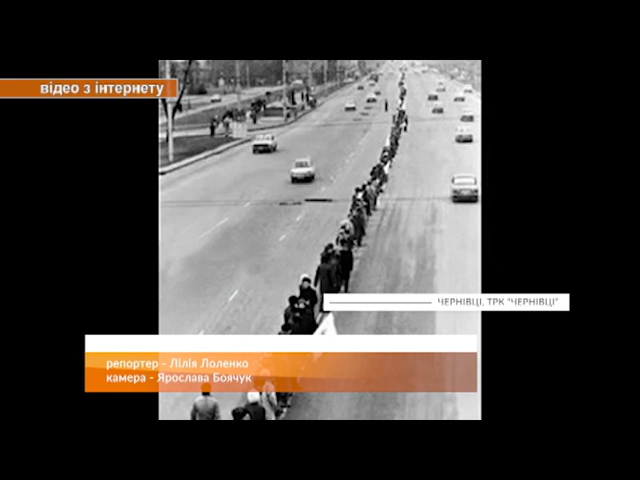 відео з інтернету
ЧЕРНІВЦІ, ТРК "ЧЕРНІВЦІ"
репортер - Лілія Лоленко
камера - Ярослава Боячук